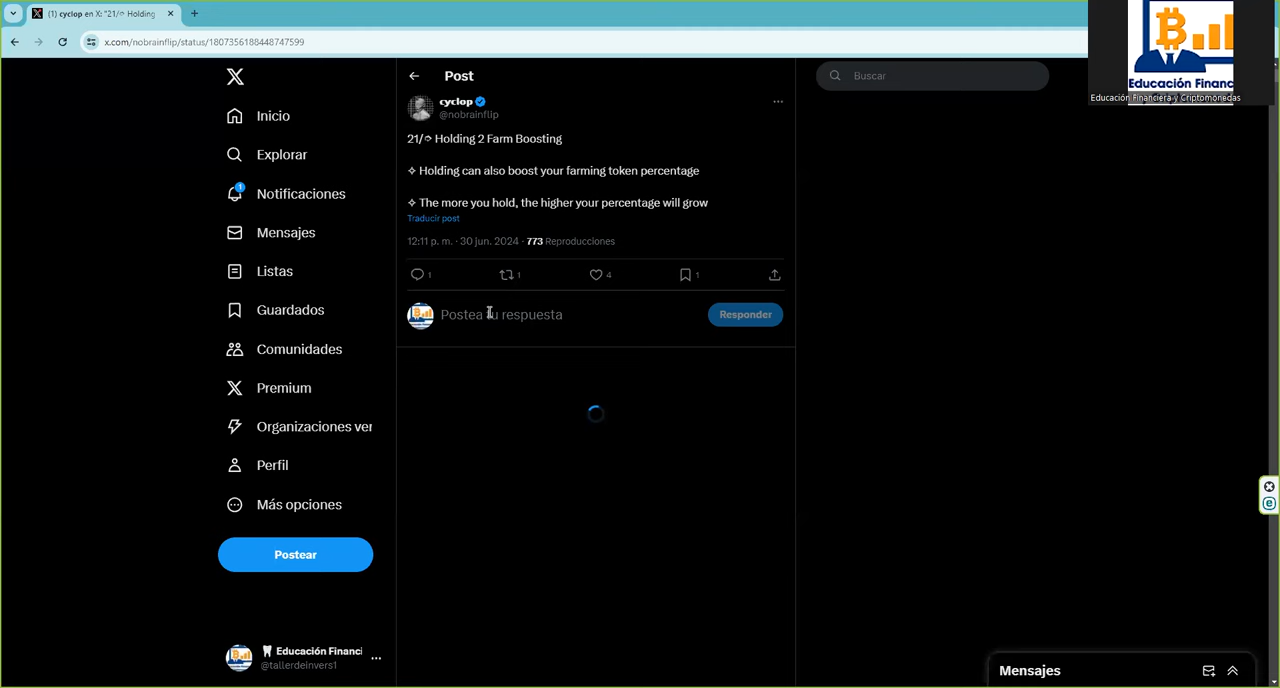 (1) cyclop en X: "21/⌔ Holding
x.com/nobrainflip/status/1807356188448747599
Educación Financi
Educación Financiera y Criptomonedas
Inicio
Explorar
1
Notificaciones
Mensajes
Listas
Guardados
Comunidades
Premium
Organizaciones ver
Perfil
Más opciones
Postear
Educación Financi
@tallerdeinvers1
Post
cyclop
@nobrainflip
21/⌔ Holding 2 Farm Boosting
✧ Holding can also boost your farming token percentage
✧ The more you hold, the higher your percentage will grow
Traducir post
12:11 p. m. · 30 jun. 2024 · 773 Reproducciones
1 1 4 1
Postea tu respuesta
Responder
Buscar
Mensajes